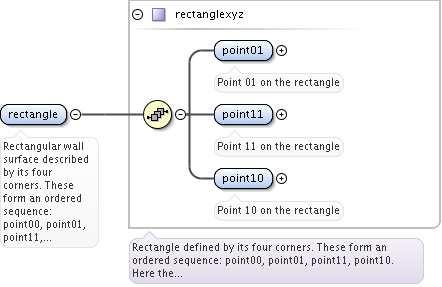 rectanglexyz
point01
Point 01 on the rectangle
rectangle
point11
Rectangular wall
surface described
by its four
corners. These
form an ordered
sequence:
point00, point01,
point11,...
Point 11 on the rectangle
point10
Point 10 on the rectangle
Rectangle defined by its four corners. These form an
ordered sequence: point00, point01, point11, point10.
Here the...